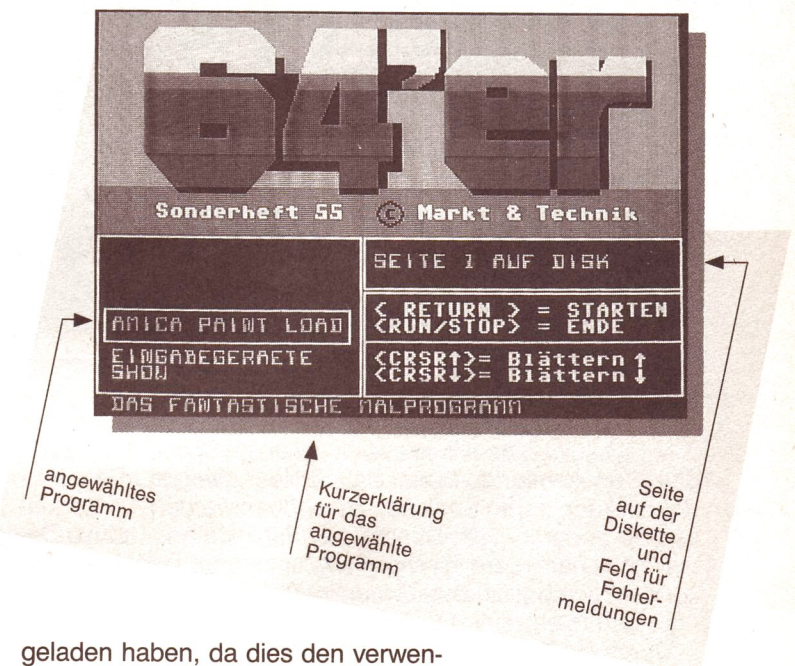 64'er
Sonderheft 55 © Markt & Technik
SEITE 1 AUF DISK
AMICA PAINT LOAD
EINGABEGERAETE
SHOW
< RETURN > = STARTEN
<RUN/STOP> = ENDE
<CRSR↑>= Blättern ↑
<CRSR↓>= Blättern ↓
DAS FANTASTISCHE MALPROGRAMM
angewähltes
Programm
Kurzerklärung
für das
angewählte
Programm
Seite
auf der
Diskette
und
Feld für
Fehler-
meldungen
geladen haben, da dies den verwen-